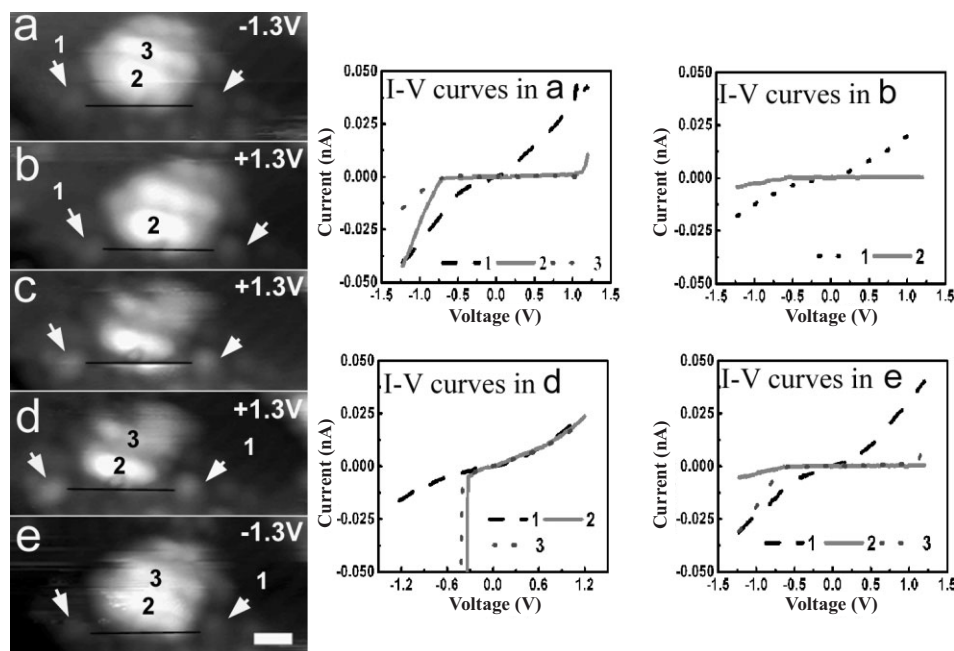 a
-1.3V
1
3
2
b
+1.3V
1
2
c
+1.3V
d
+1.3V
3
1
2
e
-1.3V
3
1
2
I-V curves in a
Current (nA)
0.050
0.025
0.000
-0.025
-0.050
1 2 3
-1.5 -1.0 -0.5 0.0 0.5 1.0 1.5
Voltage (V)
I-V curves in b
Current (nA)
0.050
0.025
0.000
-0.025
-0.050
1 2
-1.5 -1.0 -0.5 0.0 0.5 1.0 1.5
Voltage (V)
I-V curves in d
Current (nA)
0.050
0.025
0.000
-0.025
-0.050
1 2
3
-1.2 -0.6 0.0 0.6 1.2
Voltage (V)
I-V curves in e
Current (nA)
0.050
0.025
0.000
-0.025
-0.050
1 2 3
-1.5 -1.0 -0.5 0.0 0.5 1.0 1.5
Voltage (V)